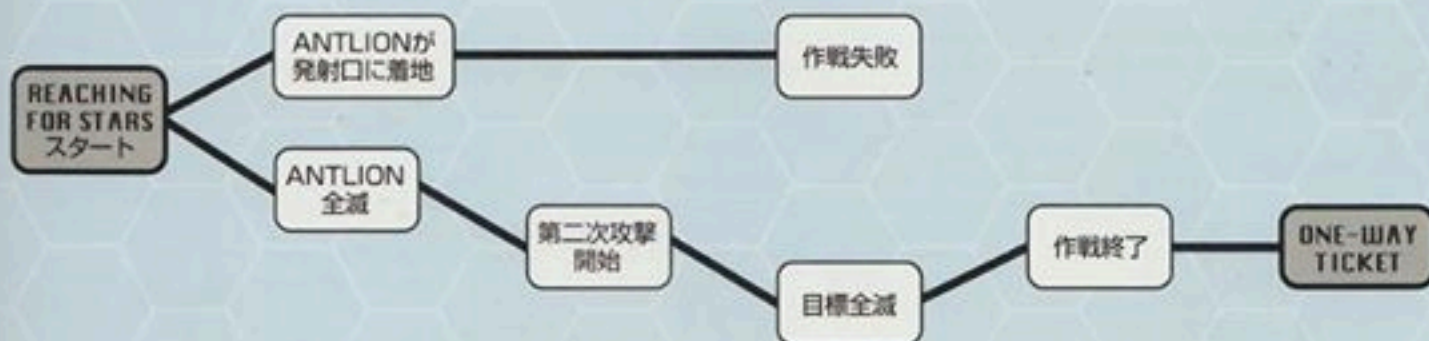 REACHING
FOR STARS
スタート
ANTLIONが
発射口に着地
作戦失敗
ANTLION
全滅
第二次攻撃
開始
目標全滅
作戦終了
ONE-WAY
TICKET